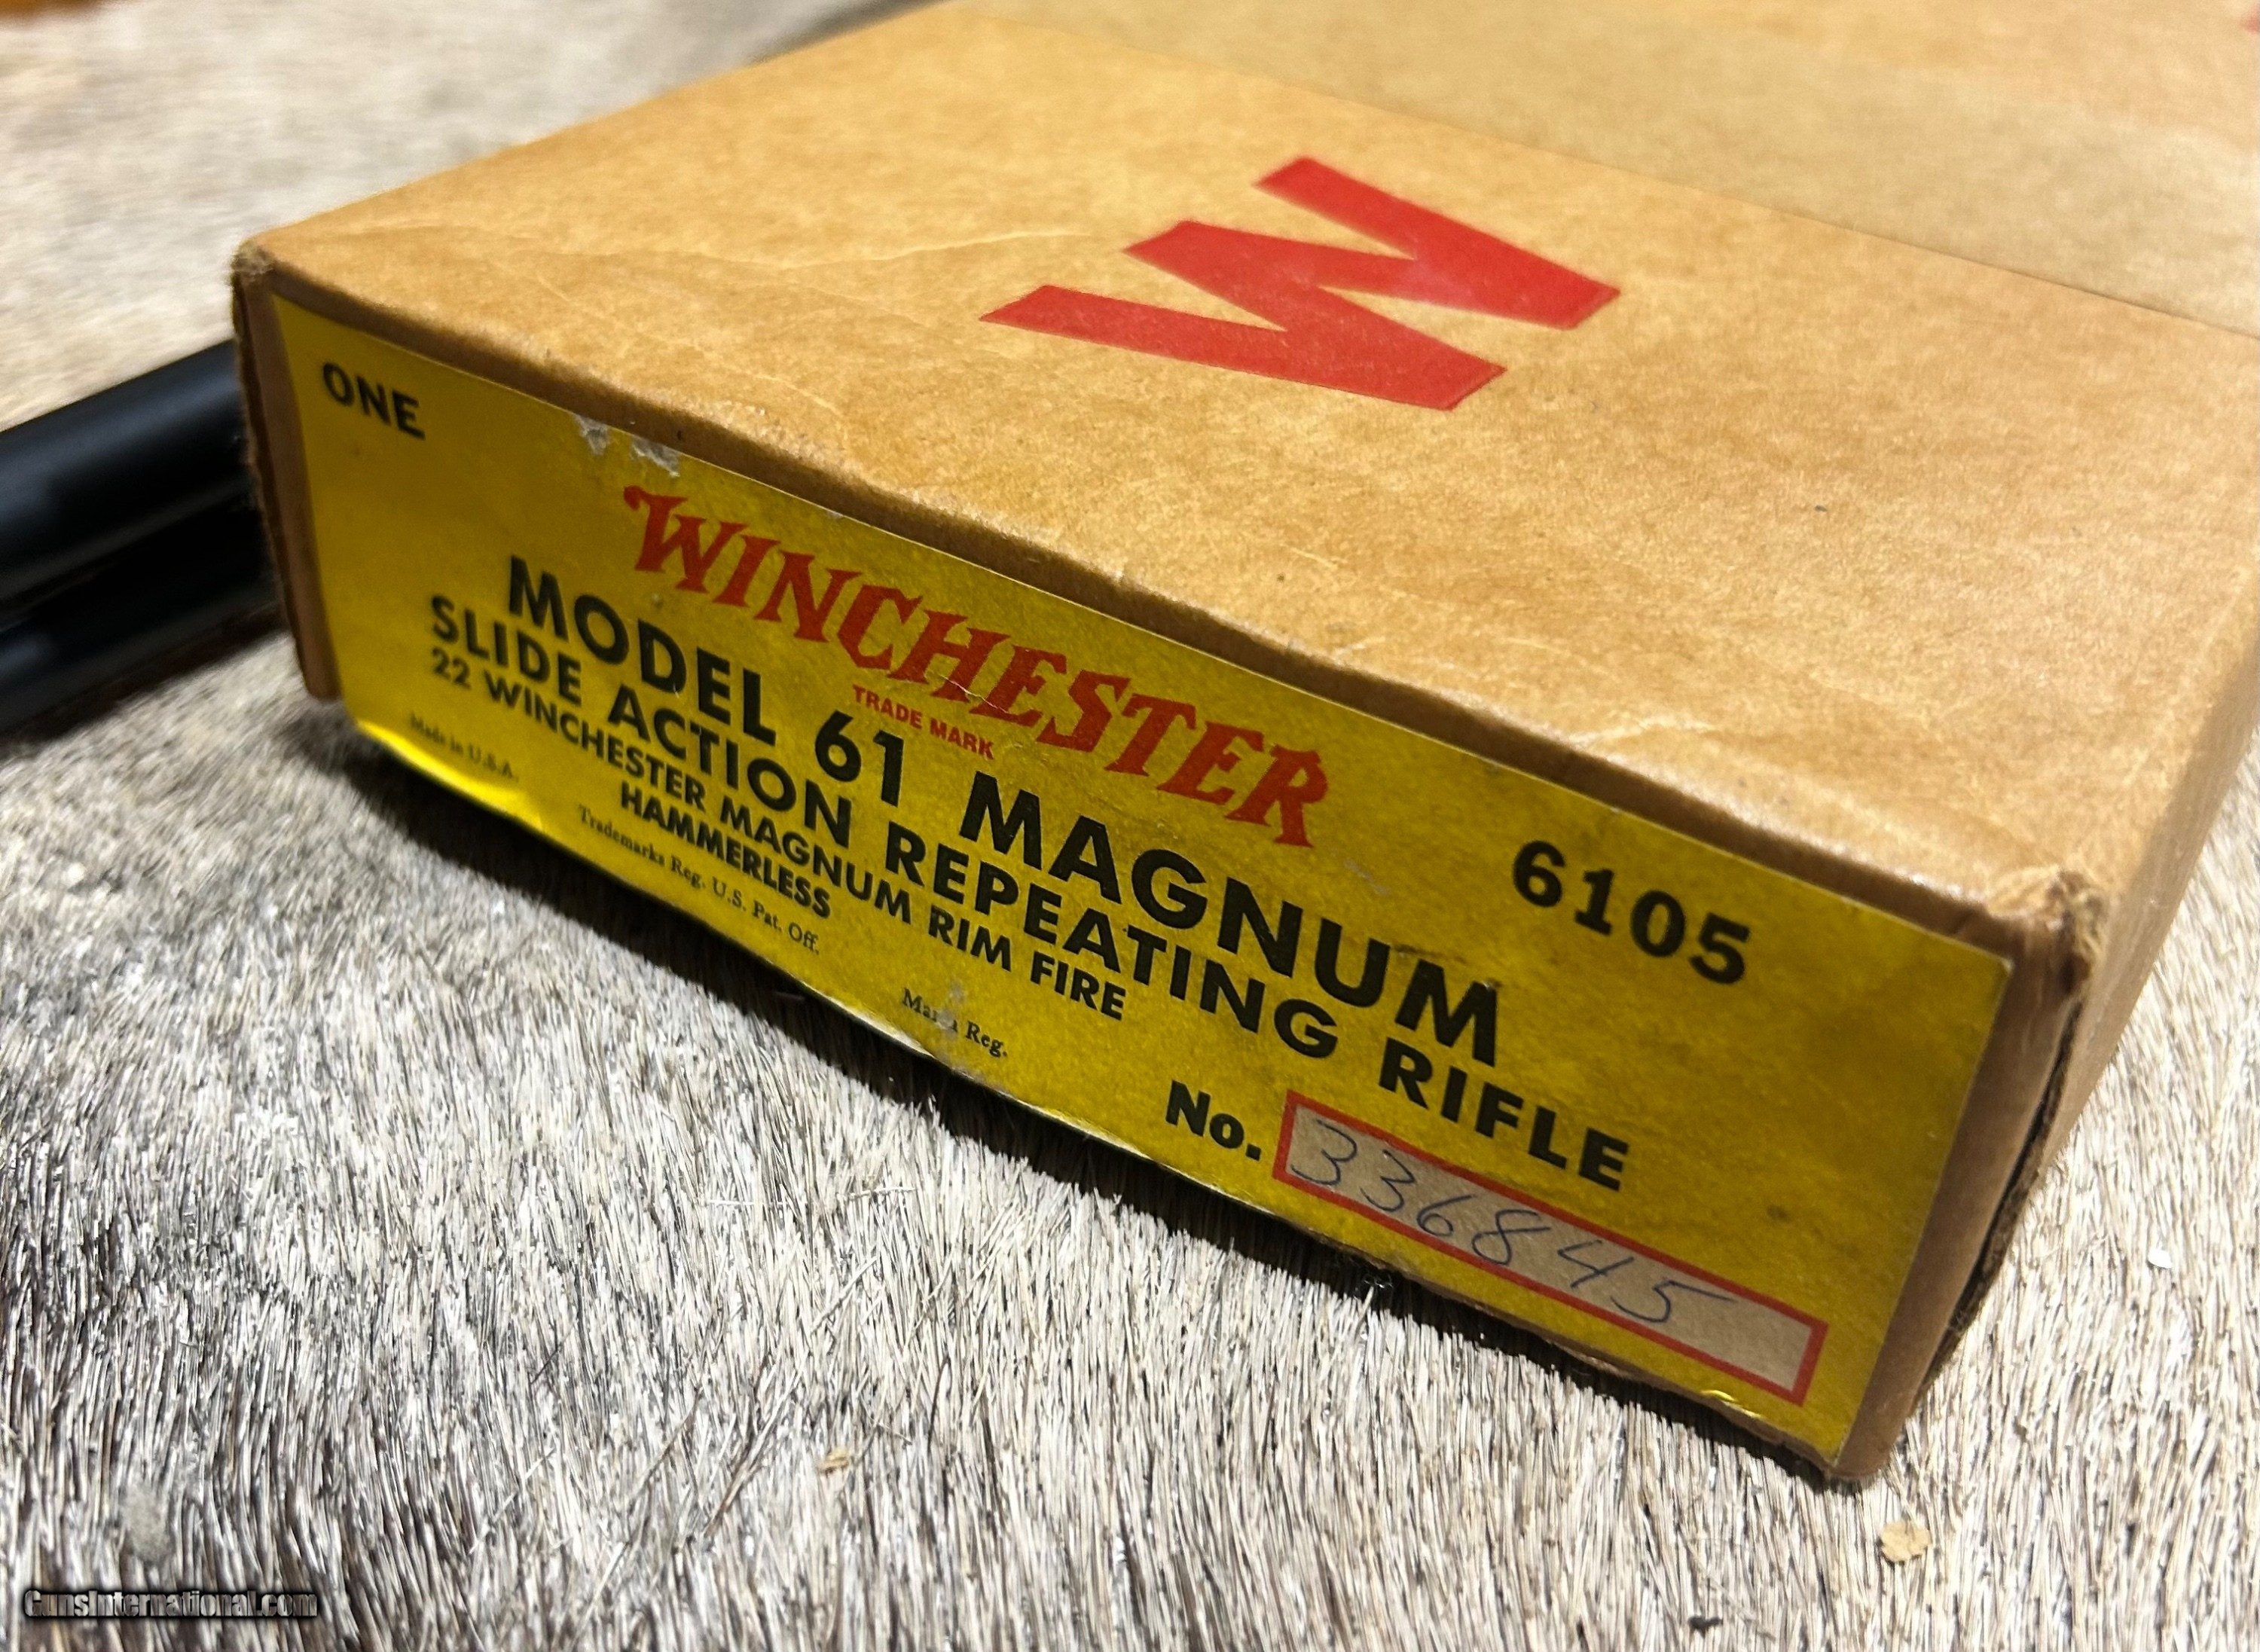 W
ONE
WINCHESTER
TRADE MARK
6105
MODEL 61 MAGNUM
SLIDE ACTION REPEATING RIFLE
22 WINCHESTER MAGNUM RIM FIRE
HAMMERLESS
Made in U.S.A.
Trademarks Reg. U.S. Pat. Off.
Reg.
No. 336845
GunsInternational.com